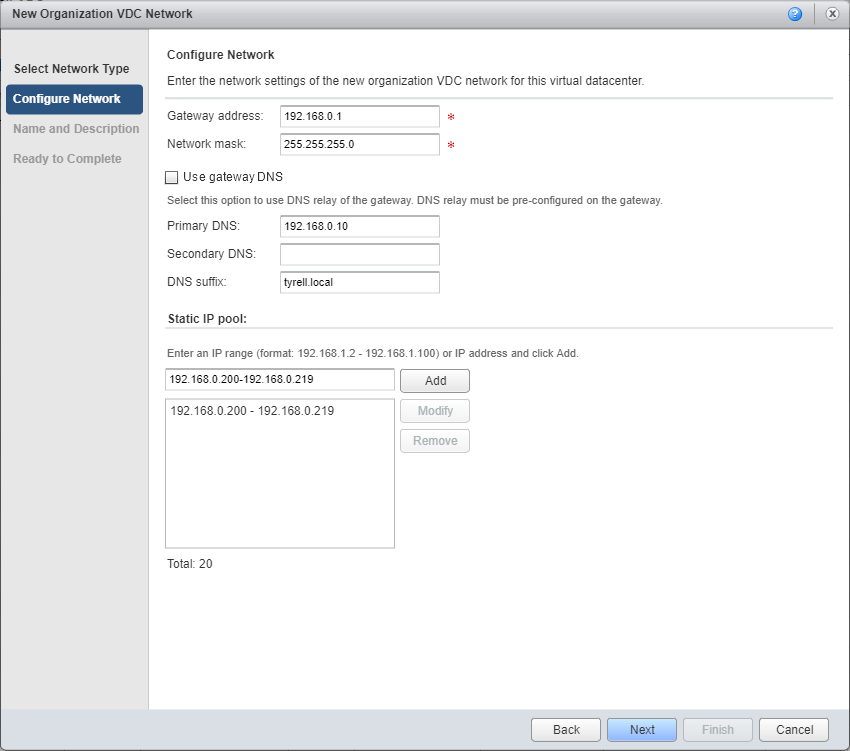 New Organization VDC Network
Select Network Type
Configure Network
Name and Description
Ready to Complete
Configure Network
Enter the network settings of the new organization VDC network for this virtual datacenter.
Gateway address: 192.168.0.1 *
Network mask: 255.255.255.0 *
Use gateway DNS
Select this option to use DNS relay of the gateway. DNS relay must be pre-configured on the gateway.
Primary DNS: 192.168.0.10
Secondary DNS:
DNS suffix: tyrell.local
Static IP pool:
Enter an IP range (format: 192.168.1.2 - 192.168.1.100) or IP address and click Add.
192.168.0.200-192.168.0.219 Add
192.168.0.200 - 192.168.0.219 Modify
Remove
Total: 20
Back Next Finish Cancel